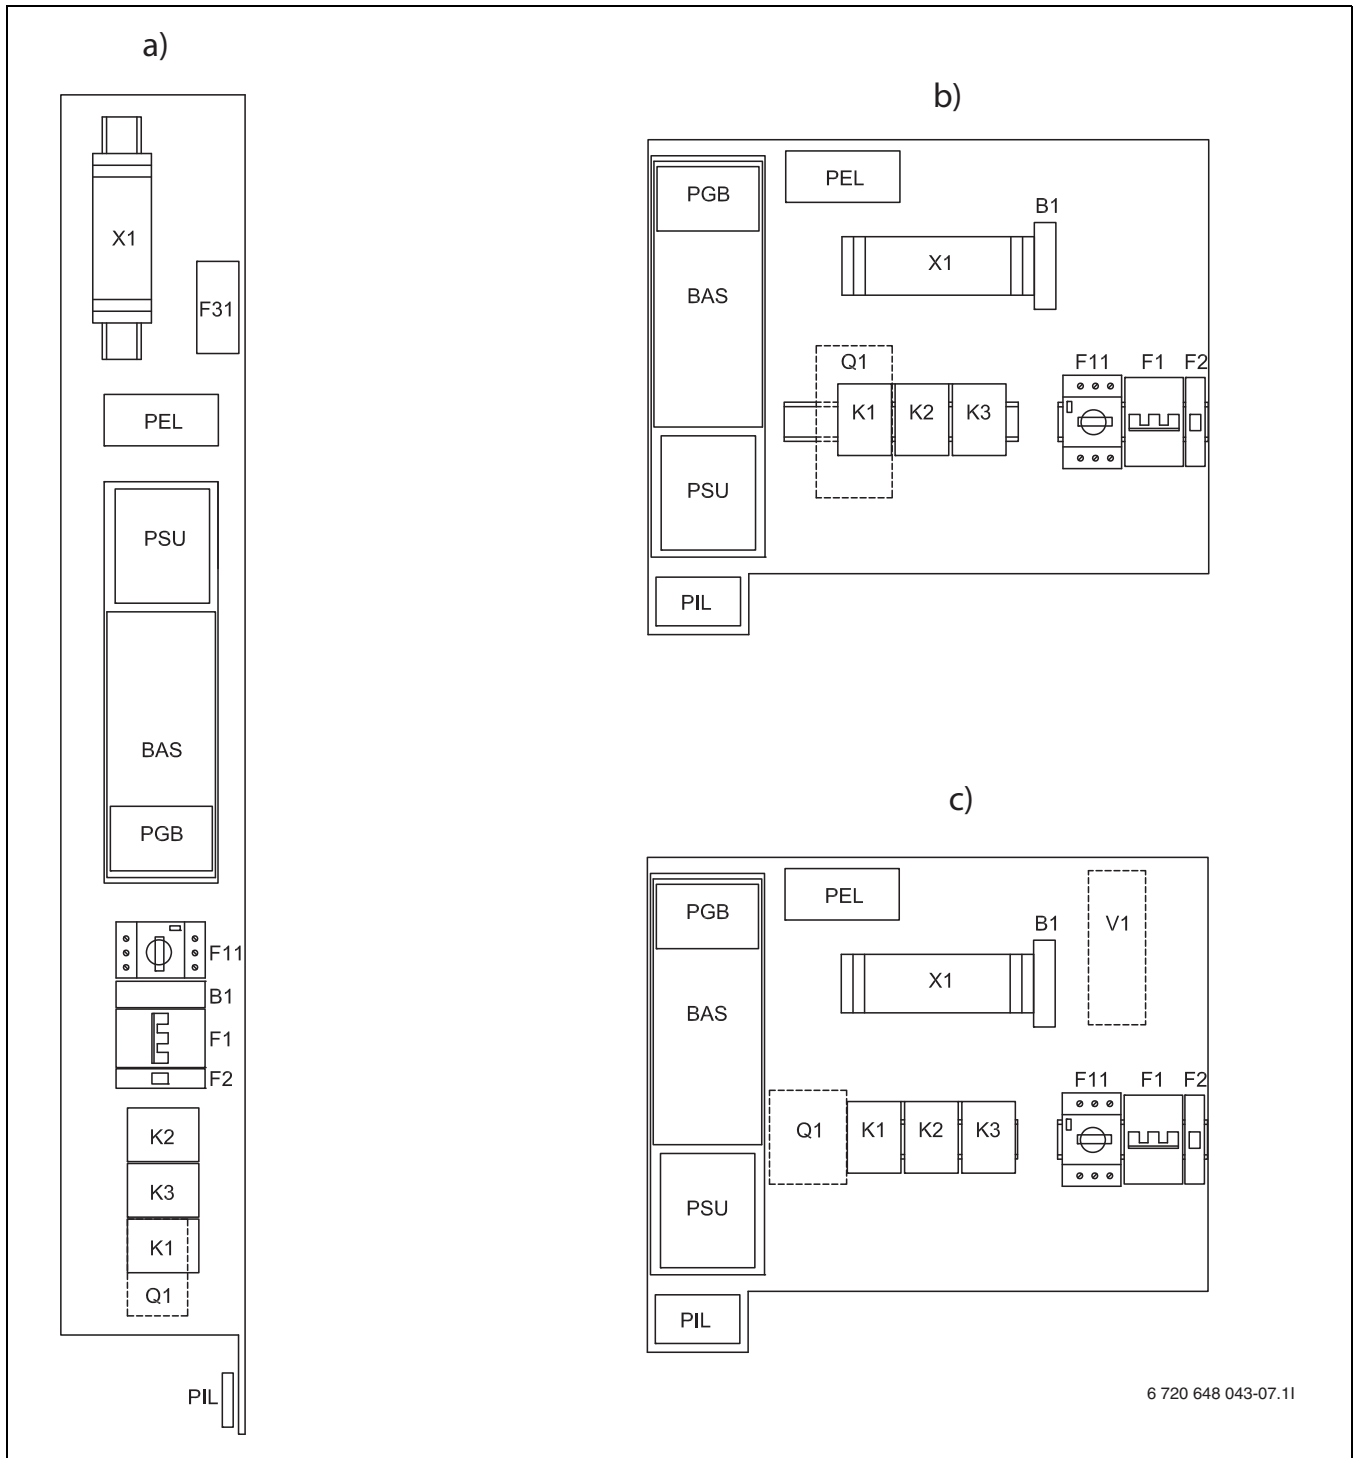 a)
X1
F31
PEL
PSU
BAS
PGB
F11
B1
F1
F2
K2
K3
K1
Q1
PIL
b)
PGB
PEL
B1
X1
BAS
Q1
F11 F1 F2
K1 K2 K3
PSU
PIL
c)
PGB
PEL
B1
V1
X1
BAS
F11 F1 F2
Q1 K1 K2 K3
PSU
PIL
6 720 648 043-07.1I